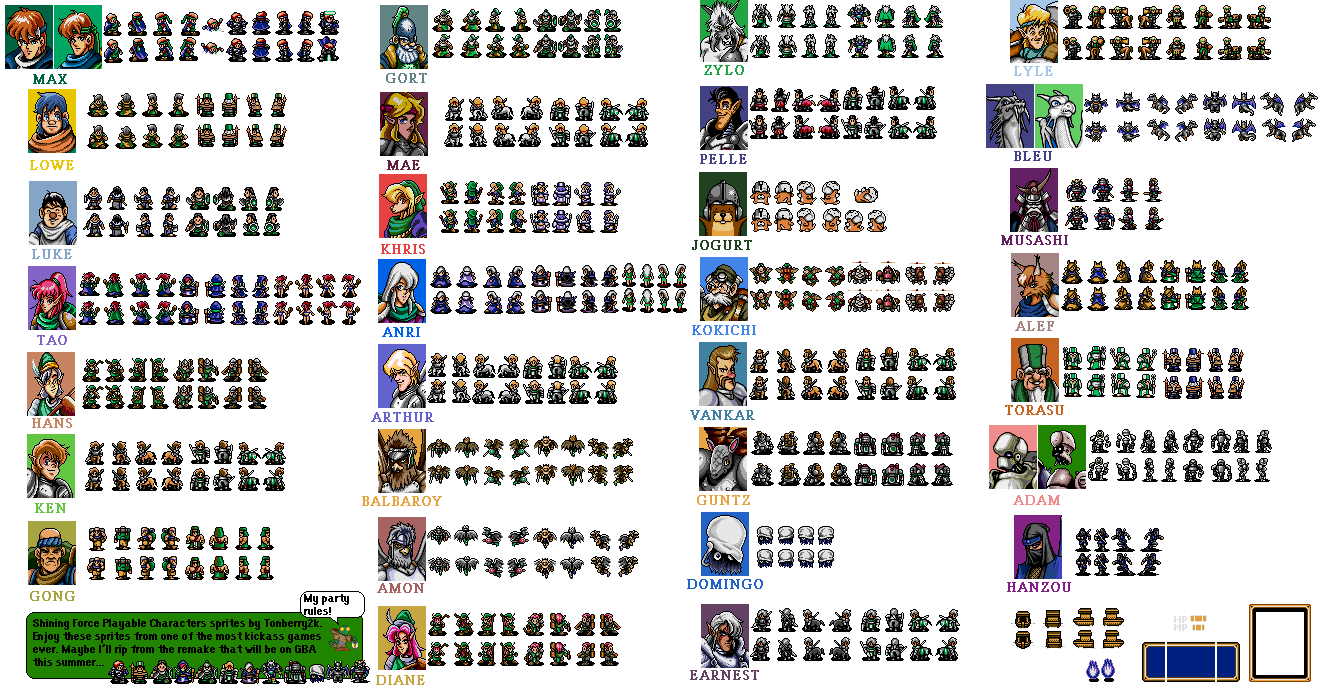 MAX
GORT
ZYLO
LYLE
LOWE
MAE
PELLE
BLEU
LUKE
KHRIS
JOGURT
MUSASHI
TAO
ANRI
KOKICHI
ALEF
HANS
ARTHUR
VANKAR
TORASU
KEN
BALBAROY
GUNTZ
ADAM
GONG
AMON
DOMINGO
HANZOU
DIANE
EARNEST
My party
rules!
Shining Force Playable Characters sprites by Tonberry2k.
Enjoy these sprites from one of the most kickass games
ever. Maybe I'll rip from the remake that will be on GBA
this summer...
HP
MP